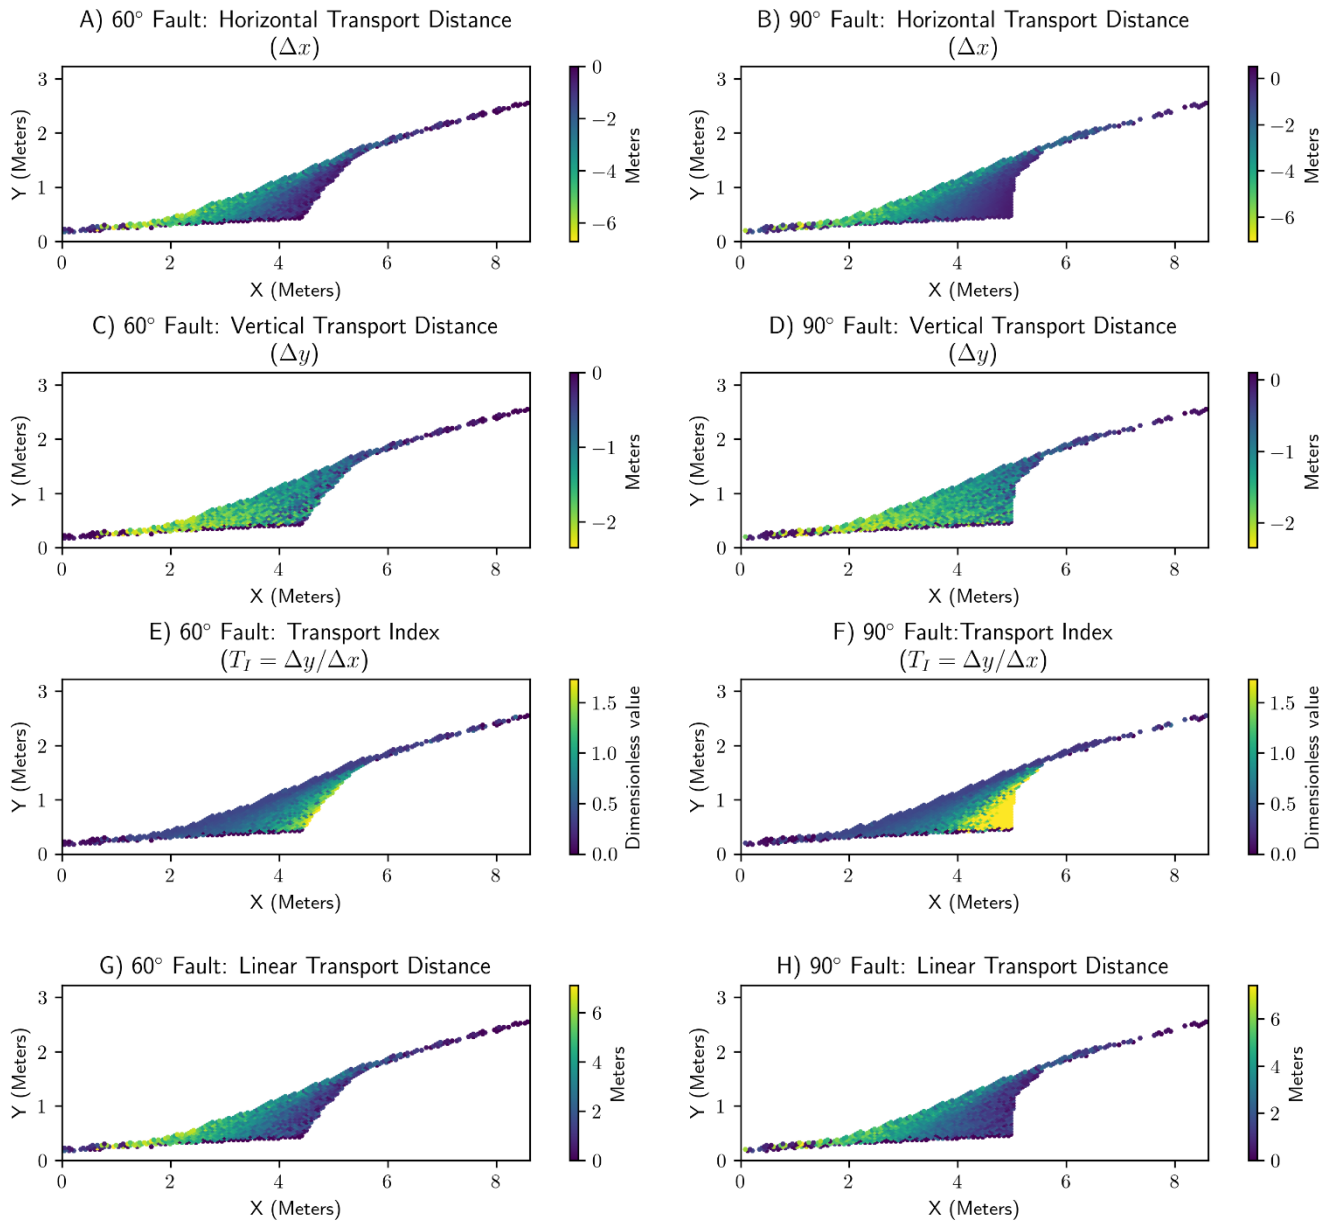 A) 60° Fault: Horizontal Transport Distance
(Δx)
3
2
1
0
Y (Meters)
0 2 4 6 8
X (Meters)
0
−2
−4
−6
Meters
B) 90° Fault: Horizontal Transport Distance
(Δx)
3
2
1
0
Y (Meters)
0 2 4 6 8
X (Meters)
0
−2
−4
−6
Meters
C) 60° Fault: Vertical Transport Distance
(Δy)
3
2
1
0
Y (Meters)
0 2 4 6 8
X (Meters)
0
−1
−2
Meters
D) 90° Fault: Vertical Transport Distance
(Δy)
3
2
1
0
Y (Meters)
0 2 4 6 8
X (Meters)
0
−1
−2
Meters
E) 60° Fault: Transport Index
(T_I = Δy/Δx)
3
2
1
0
Y (Meters)
0 2 4 6 8
X (Meters)
1.5
1.0
0.5
0.0
Dimensionless value
F) 90° Fault:Transport Index
(T_I = Δy/Δx)
3
2
1
0
Y (Meters)
0 2 4 6 8
X (Meters)
1.5
1.0
0.5
0.0
Dimensionless value
G) 60° Fault: Linear Transport Distance
3
2
1
0
Y (Meters)
0 2 4 6 8
X (Meters)
6
4
2
0
Meters
H) 90° Fault: Linear Transport Distance
3
2
1
0
Y (Meters)
0 2 4 6 8
X (Meters)
6
4
2
0
Meters